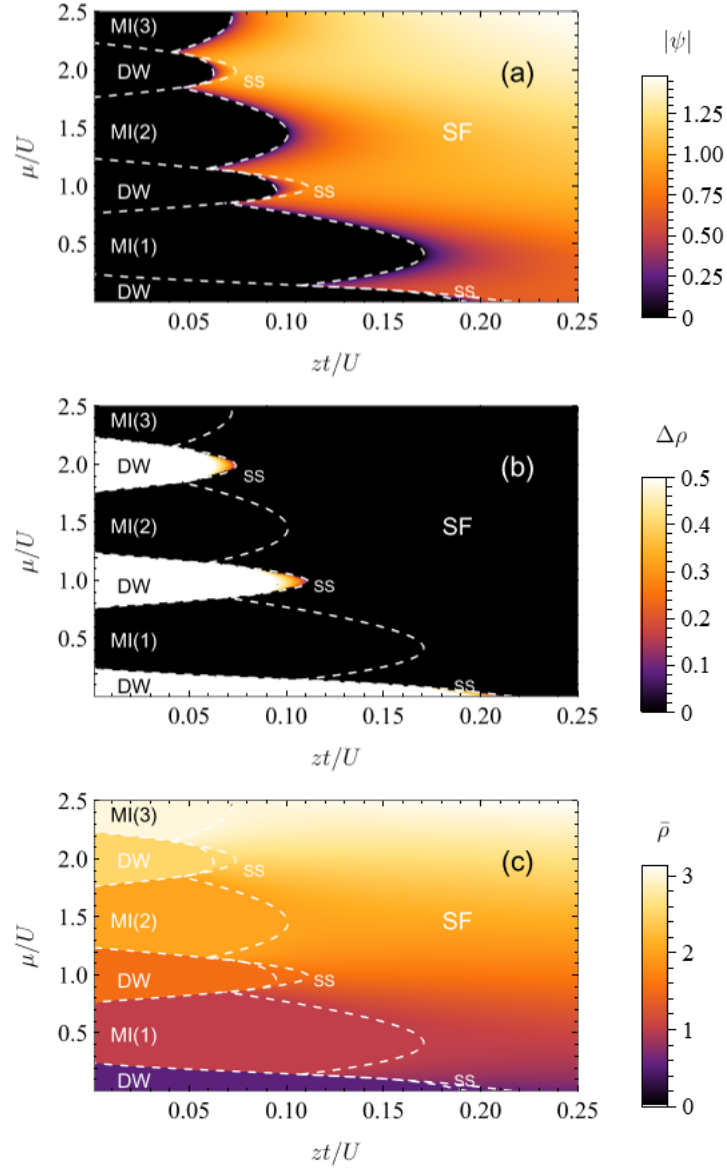 |ψ|
2.5
MI(3)
(a)
2.0
DW
SS
1.25
μ/U
1.5
MI(2)
SF
1.00
1.0
DW
SS
0.75
0.5
MI(1)
0.50
0.25
DW
SS
0
0.05 0.10 0.15 0.20 0.25
zt/U
Δρ
2.5
MI(3)
(b)
2.0
DW
SS
0.5
μ/U
1.5
MI(2)
SF
0.4
1.0
DW
SS
0.3
0.5
MI(1)
0.2
0.1
DW
SS
0
0.05 0.10 0.15 0.20 0.25
zt/U
ρ̄
2.5
MI(3)
(c)
2.0
DW
SS
3
μ/U
1.5
MI(2)
SF
2
1.0
DW
SS
0.5
MI(1)
1
DW
SS
0
0.05 0.10 0.15 0.20 0.25
zt/U